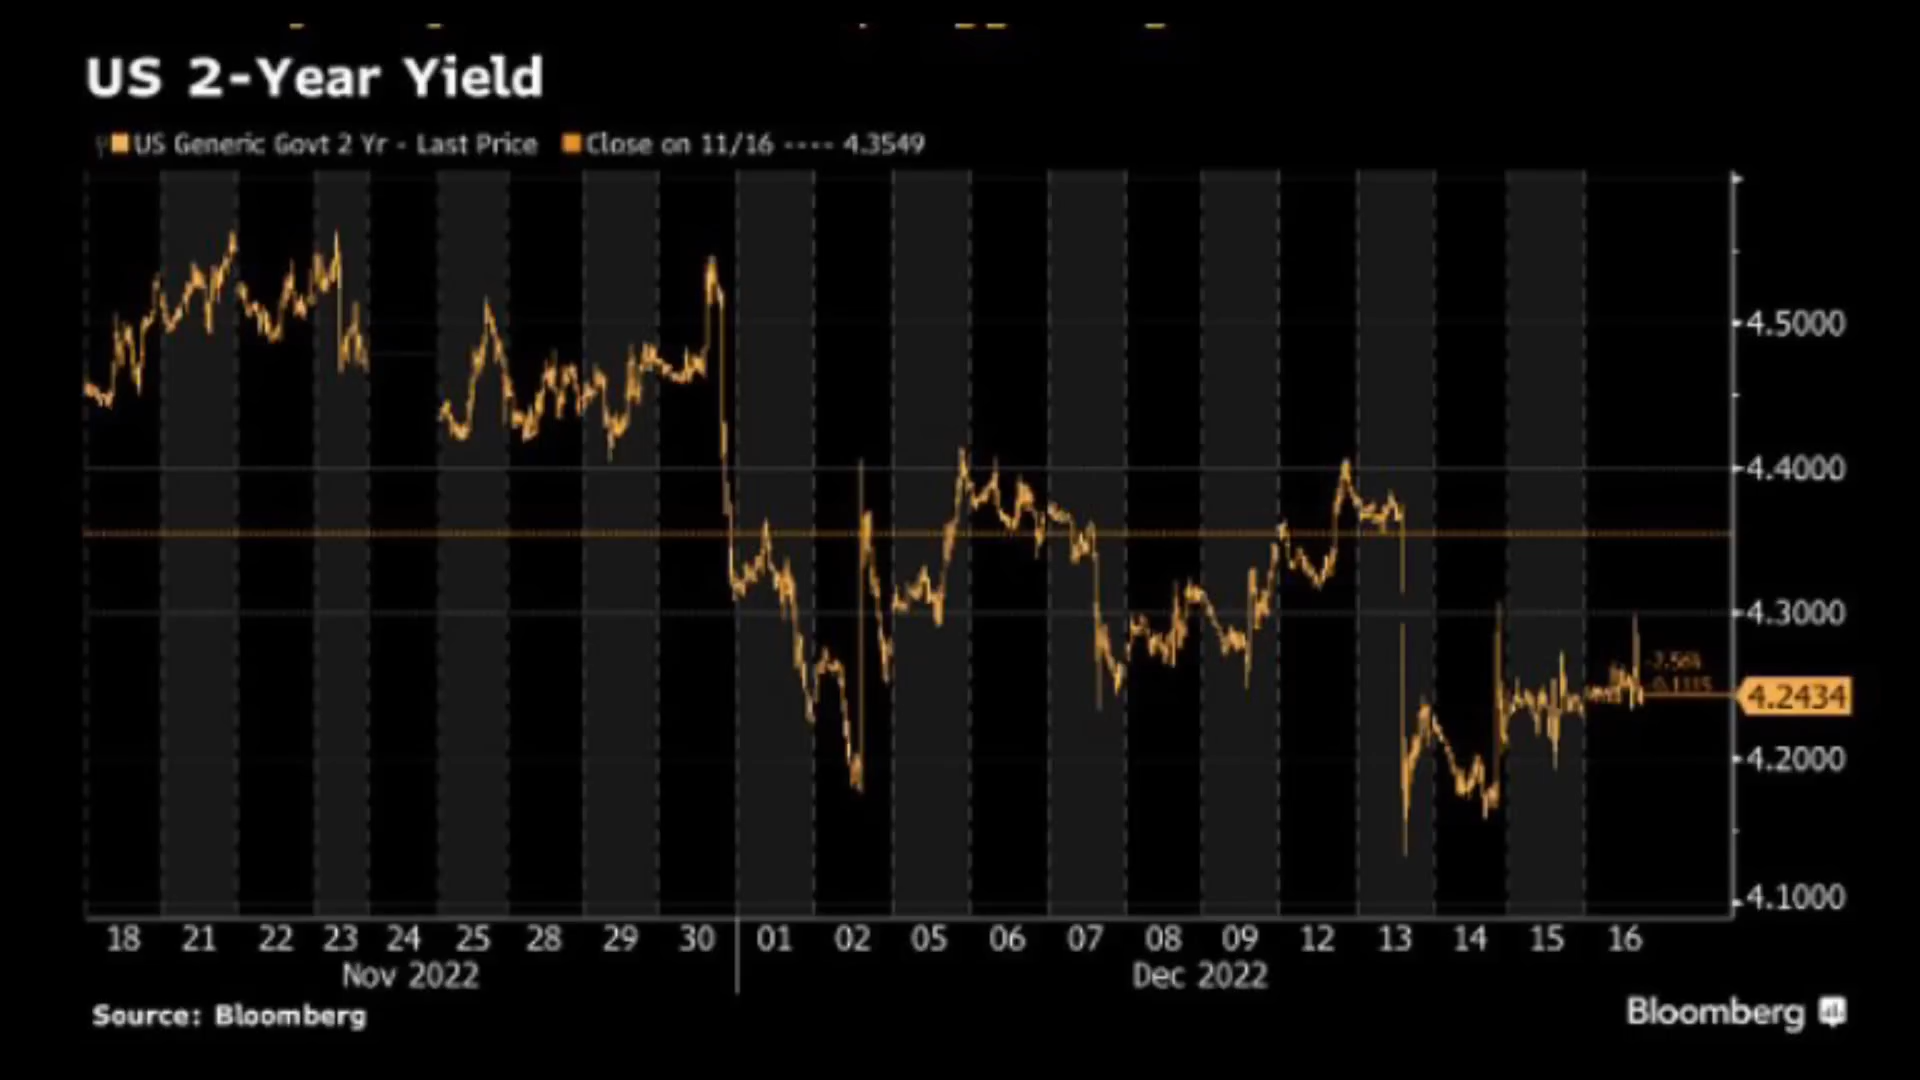 US 2-Year Yield
US Generic Govt 2 Yr - Last Price Close on 11/16 ---- 4.3549
4.5000
4.4000
4.3000
4.2434
4.2000
4.1000
18 21 22 23 24 25 28 29 30 01 02 05 06 07 08 09 12 13 14 15 16
Nov 2022 Dec 2022
Source: Bloomberg
Bloomberg